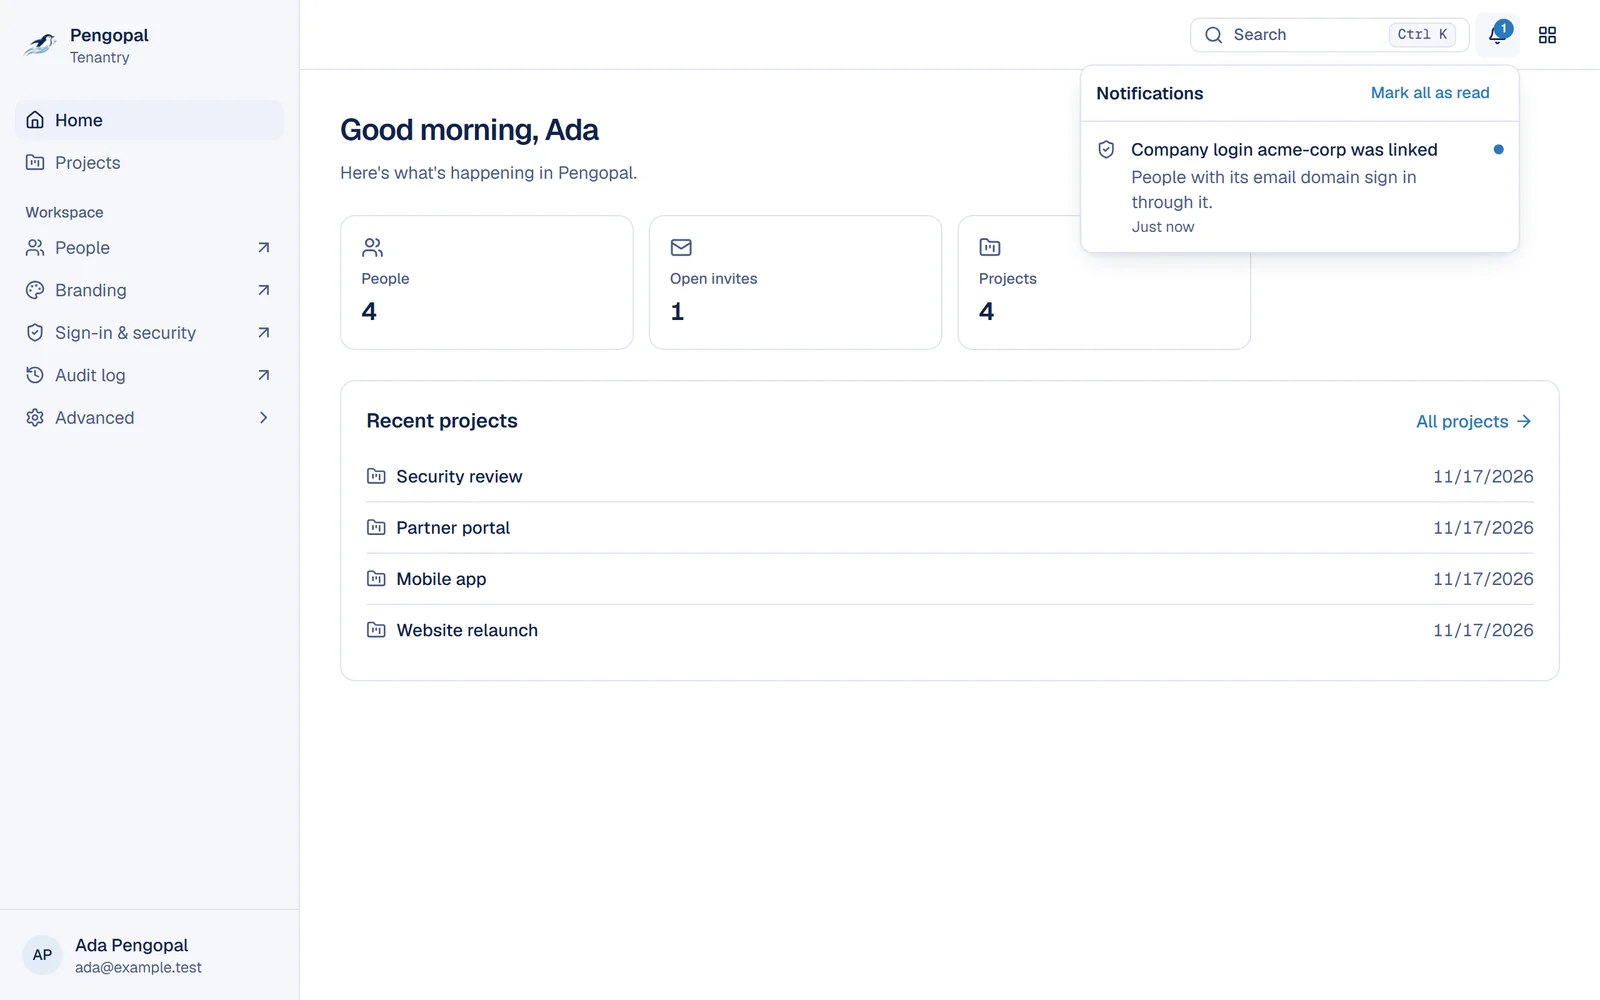 Pengopal
Tenantry
Home
Projects
Workspace
People
Branding
Sign-in & security
Audit log
Advanced
AP
Ada Pengopal
ada@example.test
Search
Ctrl K
1
Notifications
Mark all as read
Company login acme-corp was linked
People with its email domain sign in
through it.
Just now
Good morning, Ada
Here's what's happening in Pengopal.
People
4
Open invites
1
Projects
4
Recent projects
All projects
Security review
11/17/2026
Partner portal
11/17/2026
Mobile app
11/17/2026
Website relaunch
11/17/2026